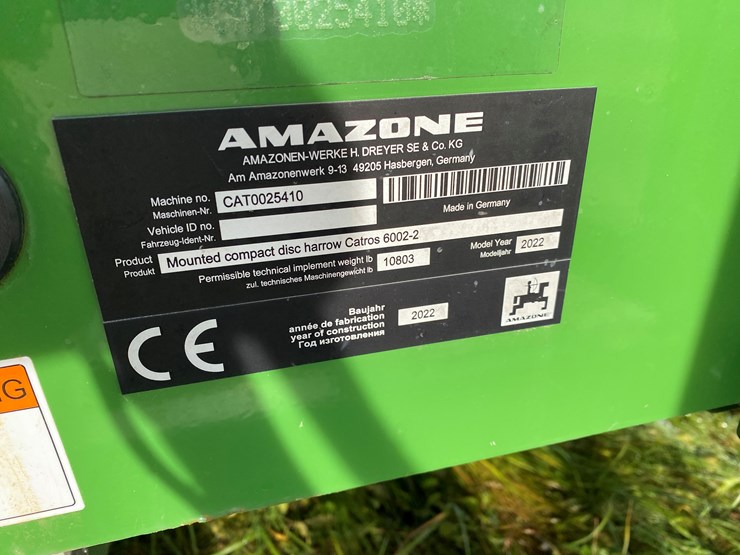 AMAZONE
AMAZONEN-WERKE H. DREYER SE & Co. KG
Am Amazonenwerk 9-13 49205 Hasbergen, Germany
Machine no. CAT0025410
Maschinen-Nr.
Made in Germany
Vehicle ID no.
Fahrzeug-Ident-Nr.
Product Mounted compact disc harrow Catros 6002-2
Produkt
Model Year 2022
Modelljahr
Permissible technical implement weight lb 10803
zul. technisches Maschinengewicht lb
CE
Baujahr
année de fabrication 2022
year of construction
Год изготовления
AMAZONE